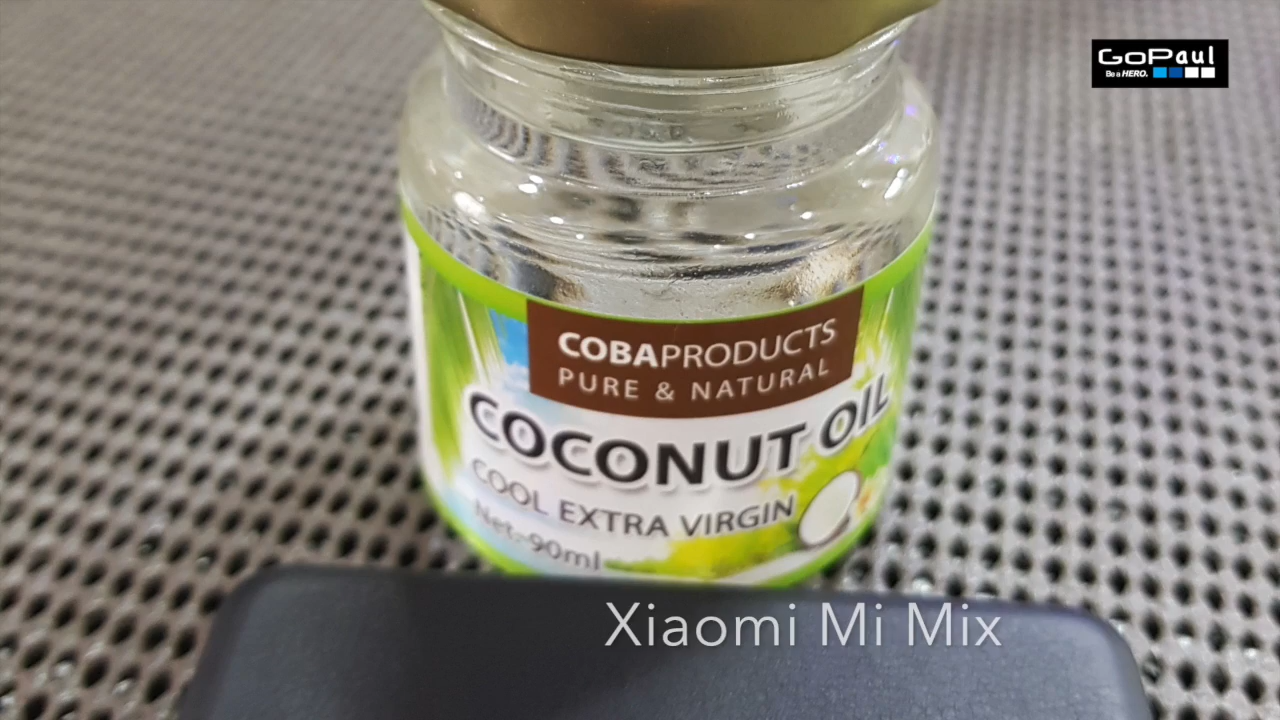 GoPaul
Be a HERO.
COBAPRODUCTS
PURE & NATURAL
COCONUT OIL
COOL EXTRA VIRGIN
Net: 90ml
Xiaomi Mi Mix